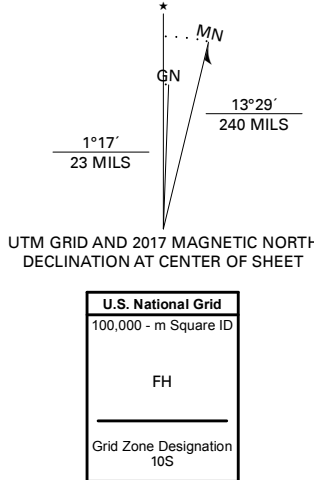 MN
GN
1°17´
23 MILS
13°29´
240 MILS
UTM GRID AND 2017 MAGNETIC NORTH
DECLINATION AT CENTER OF SHEET
U.S. National Grid
100,000 - m Square ID
FH
Grid Zone Designation
10S